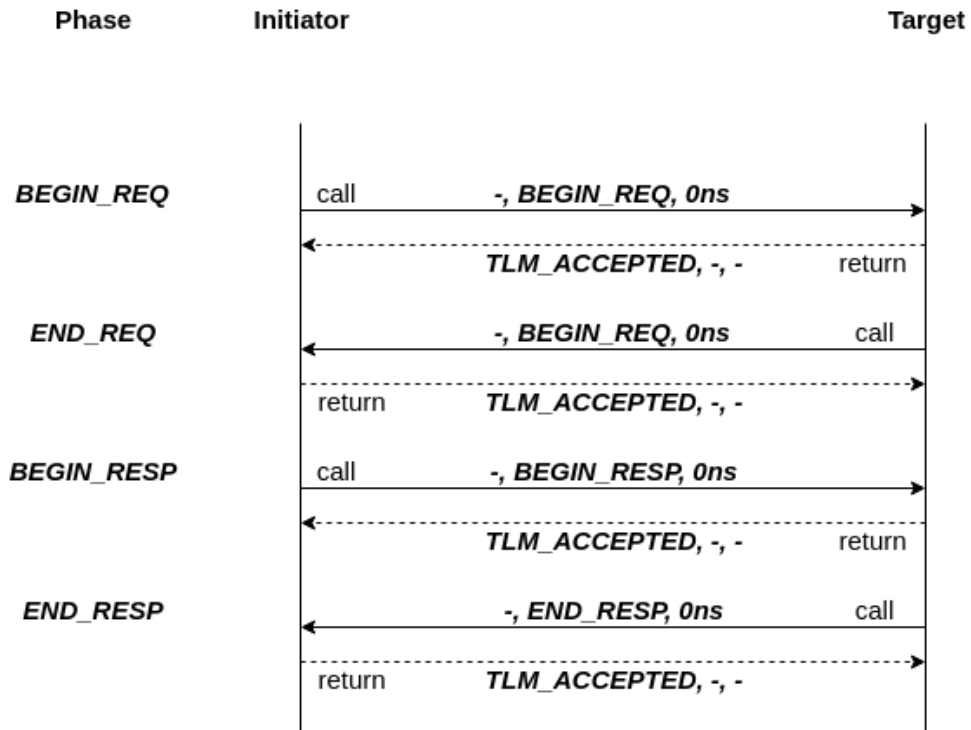 Phase Initiator Target
BEGIN_REQ call -, BEGIN_REQ, 0ns
TLM_ACCEPTED, -, - return
END_REQ -, BEGIN_REQ, 0ns call
return TLM_ACCEPTED, -, -
BEGIN_RESP call -, BEGIN_RESP, 0ns
TLM_ACCEPTED, -, - return
END_RESP -, END_RESP, 0ns call
return TLM_ACCEPTED, -, -